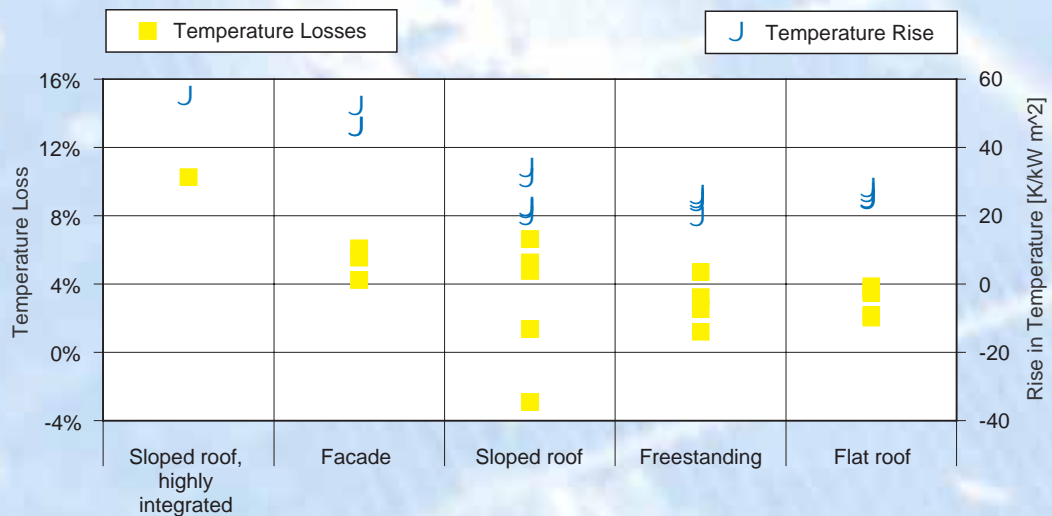 Temperature Losses
Temperature Rise
16%
12%
8%
4%
0%
-4%
Temperature Loss
60
40
20
0
-20
-40
Rise in Temperature [K/kW m^2]
Sloped roof,
highly
integrated
Facade
Sloped roof
Freestanding
Flat roof